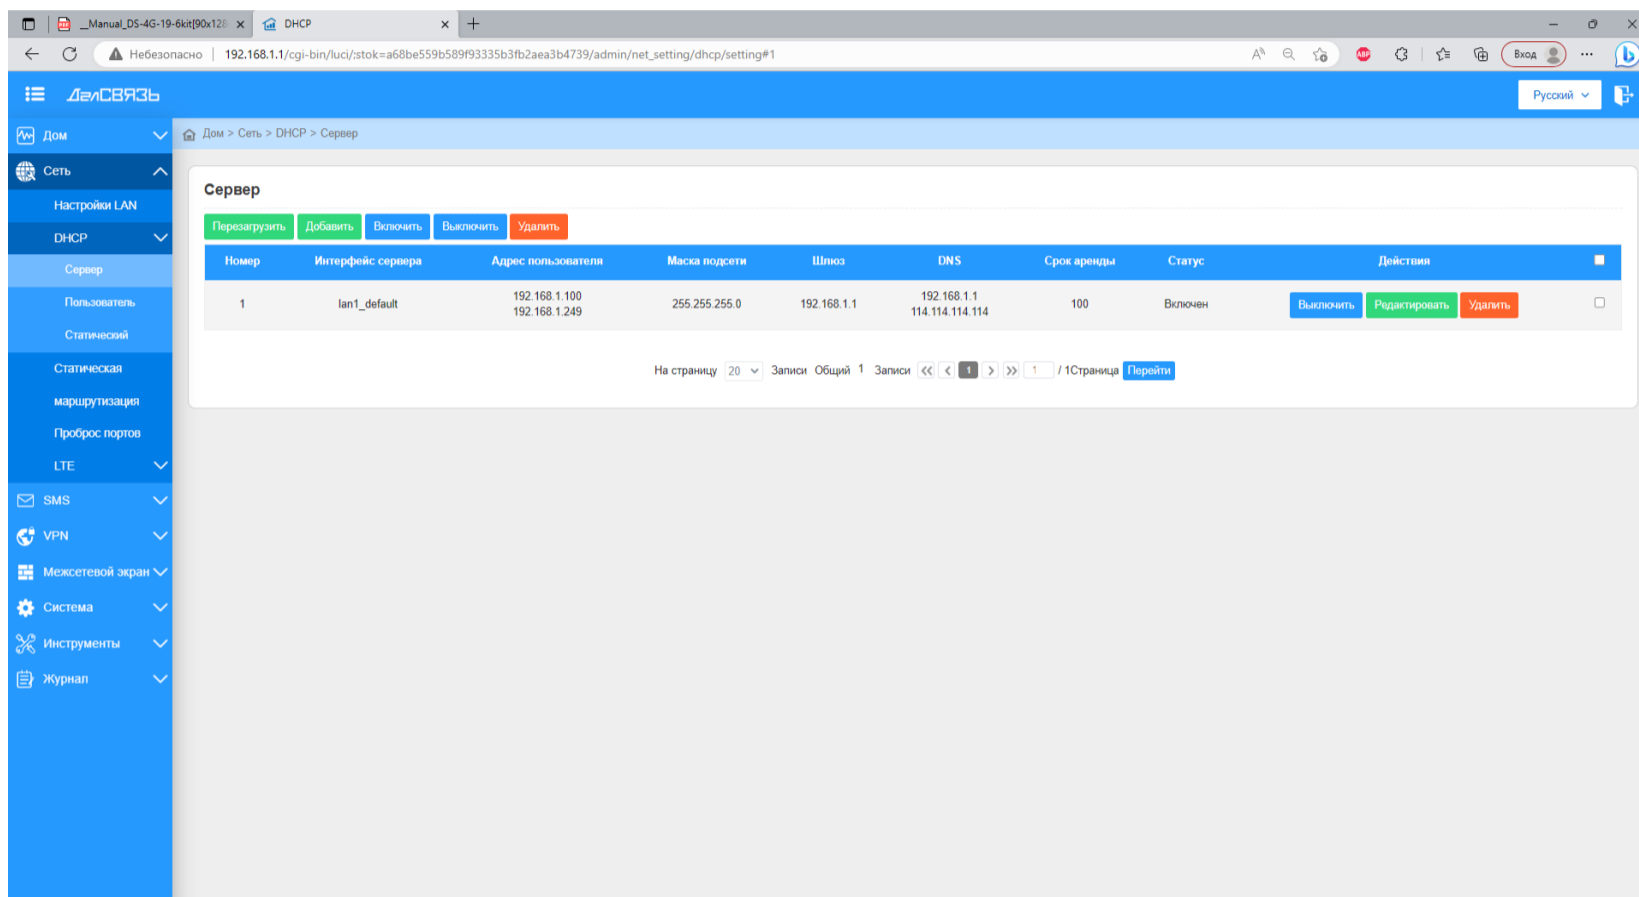 _Manual_DS-4G-19-6kit[90x128
DHCP
Небезопасно
192.168.1.1/cgi-bin/luci/;stok=a68be559b589f93335b3fb2aea3b4739/admin/net_setting/dhcp/setting#1
ABP
Вход
ДалСВЯЗЬ
Русский
Дом
Дом > Сеть > DHCP > Сервер
Сеть
Настройки LAN
DHCP
Сервер
Пользователь
Статический
Статическая
маршрутизация
Проброс портов
LTE
SMS
VPN
Межсетевой экран
Система
Инструменты
Журнал
Сервер
Перезагрузить Добавить Включить Выключить Удалить
Номер Интерфейс сервера Адрес пользователя Маска подсети Шлюз DNS Срок аренды Статус Действия
1 lan1_default 192.168.1.100 192.168.1.249 255.255.255.0 192.168.1.1 192.168.1.1 114.114.114.114 100 Включен Выключить Редактировать Удалить
На страницу 20 Записи Общий 1 Записи 1 1 / 1Страница Перейти